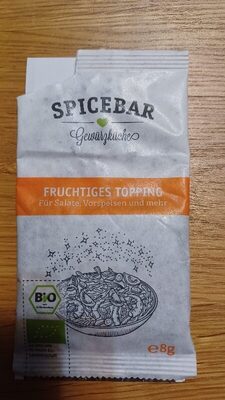 SPICEBAR
Gewürzküche
FRUCHTIGES TOPPING
Für Salate, Vorspeisen und mehr
BIO
e8g